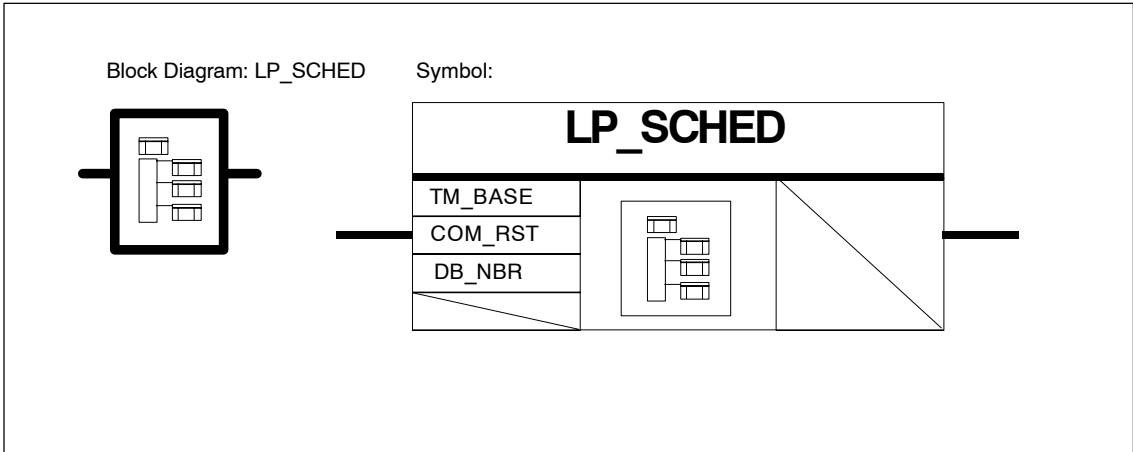 Block Diagram: LP_SCHED Symbol:
LP_SCHED
TM_BASE
COM_RST
DB_NBR